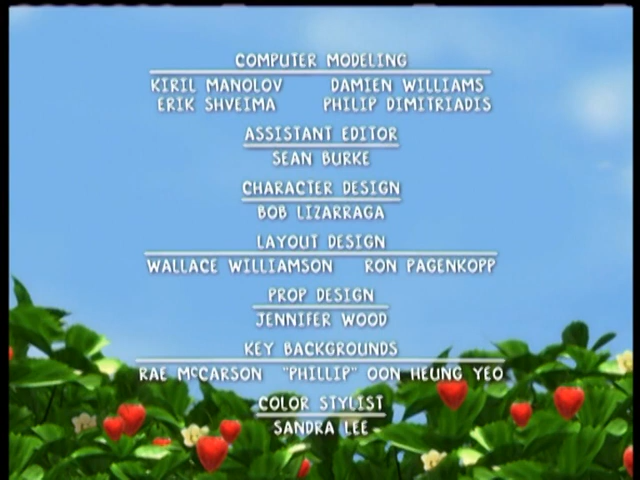 COMPUTER MODELING
KIRIL MANOLOV DAMIEN WILLIAMS
ERIK SHVEIMA PHILIP DIMITRIADIS
ASSISTANT EDITOR
SEAN BURKE
CHARACTER DESIGN
BOB LIZARRAGA
LAYOUT DESIGN
WALLACE WILLIAMSON RON PAGENKOPP
PROP DESIGN
JENNIFER WOOD
KEY BACKGROUNDS
RAE McCARSON "PHILLIP" OON HEUNG YEO
COLOR STYLIST
SANDRA LEE